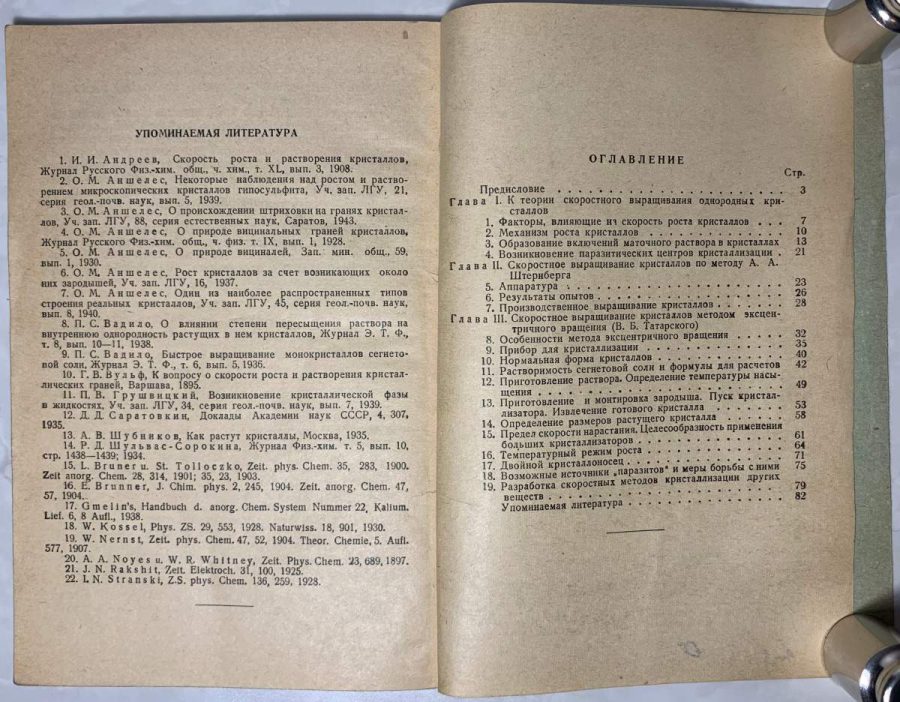 УПОМИНАЕМАЯ ЛИТЕРАТУРА
1. И. И. Андреев, Скорость роста и растворения кристаллов,
Журнал Русского Физ.-хим. общ., ч. хим., т. XL, вып. 3, 1908.
2. О. М. Аншелес, Некоторые наблюдения над ростом и раство-
рением микроскопических кристаллов гипосульфита, Уч. зап. ЛГУ, 21,
серия геол.-почв. наук, вып. 5, 1939.
3. О. М. Аншелес, О происхождении штриховки на гранях кристал-
лов, Уч. зап. ЛГУ, 88, серия естественных наук, Саратов, 1943.
4. О. М. Аншелес, О природе вицинальных граней кристаллов,
Журнал Русского Физ.-хим. общ., ч. физ. т. IX, вып. 1, 1928.
5. О. М. Аншелес, О природе вициналей, Зап. мин. общ., 59,
вып. 1, 1930.
6. О. М. Аншелес, Рост кристаллов за счет возникающих около
них зародышей, Уч. зап. ЛГУ, 16, 1937.
7. О. М. Аншелес, Один из наиболее распространенных типов
строения реальных кристаллов, Уч. зап. ЛГУ, 45, серия геол.-почв. наук,
вып. 8, 1940.
8. П. С. Вадило, О влиянии степени пересыщения раствора на
внутреннюю однородность растущих в нем кристаллов, Журнал Э. Т. Ф.,
т. 8, вып. 10—11, 1938.
9. П. С. Вадило, Быстрое выращивание монокристаллов сегнето-
вой соли, Журнал Э. Т. Ф., т. 6, вып. 5, 1936.
10. Г. В. Вульф, К вопросу о скорости роста и растворения кристал-
лических граней, Варшава, 1895.
11. П. В. Грушвицкий, Возникновение кристаллической фазы
в жидкостях, Уч. зап. ЛГУ, 34, серия геол.-почв. наук, вып. 7, 1939.
12. Д. Д. Саратовкин, Доклады Академии наук СССР, 4, 307,
1935.
13. А. В. Шубников, Как растут кристаллы, Москва, 1935.
14. Р. Д. Шульвас-Сорокина, Журнал Физ.-хим. т. 5, вып. 10,
стр. 1438—1439; 1934.
15. L. Bruner u. St. Tolloczko, Zeit. phys. Chem. 35, 283, 1900.
Zeit anorg. Chem. 28, 314, 1901; 35, 23, 1903.
16. E. Brunner, J. Chim. phys. 2, 245, 1904. Zeit. anorg. Chem. 47,
57, 1904.
17. Gmelin's, Handbuch d. anorg. Chem. System Nummer 22, Kalium.
Lief. 6, 8 Aufl., 1938.
18. W. Kossel, Phys. ZS. 29, 553, 1928. Naturwiss. 18, 901, 1930.
19. W. Nernst, Zeit. phys. Chem. 47, 52, 1904. Theor. Chemie, 5. Aufl.
577, 1907.
20. A. A. Noyes u. W. R. Whitney, Zeit. Phys. Chem. 23, 689, 1897.
21. J. N. Rakshit, Zeit. Elektroch. 31, 100, 1925.
22. I. N. Stranski, Z.S. phys. Chem. 136, 259, 1928.
ОГЛАВЛЕНИЕ
Стр.
Предисловие . . . 3
Глава I. К теории скоростного выращивания однородных кри-
сталлов
1. Факторы, влияющие из скорость роста кристаллов . . . 7
2. Механизм роста кристаллов . . . 10
3. Образование включений маточного раствора в кристаллах 13
4. Возникновение паразитических центров кристаллизации . 21
Глава II. Скоростное выращивание кристаллов по методу А. А.
Штернберга
5. Аппаратура . . . 23
6. Результаты опытов . . . 26
7. Производственное выращивание кристаллов . . . 28
Глава III. Скоростное выращивание кристаллов методом эксцен-
тричного вращения (В. Б. Татарского)
8. Особенности метода эксцентричного вращения . . . 32
9. Прибор для кристаллизации . . . 35
10. Нормальная форма кристаллов . . . 40
11. Растворимость сегнетовой соли и формулы для расчетов 42
12. Приготовление раствора. Определение температуры насы-
щения . . . 49
13. Приготовление и монтировка зародыша. Пуск кристал-
лизатора. Извлечение готового кристалла . . . 53
14. Определение размеров растущего кристалла . . . 58
15. Предел скорости нарастания. Целесообразность применения
больших кристаллизаторов . . . 61
16. Температурный режим роста . . . 64
17. Двойной кристаллоносец . . . 71
18. Возможные источники „паразитов" и меры борьбы с ними 75
19. Разработка скоростных методов кристаллизации других
веществ . . . 79
Упоминаемая литература . . . 82